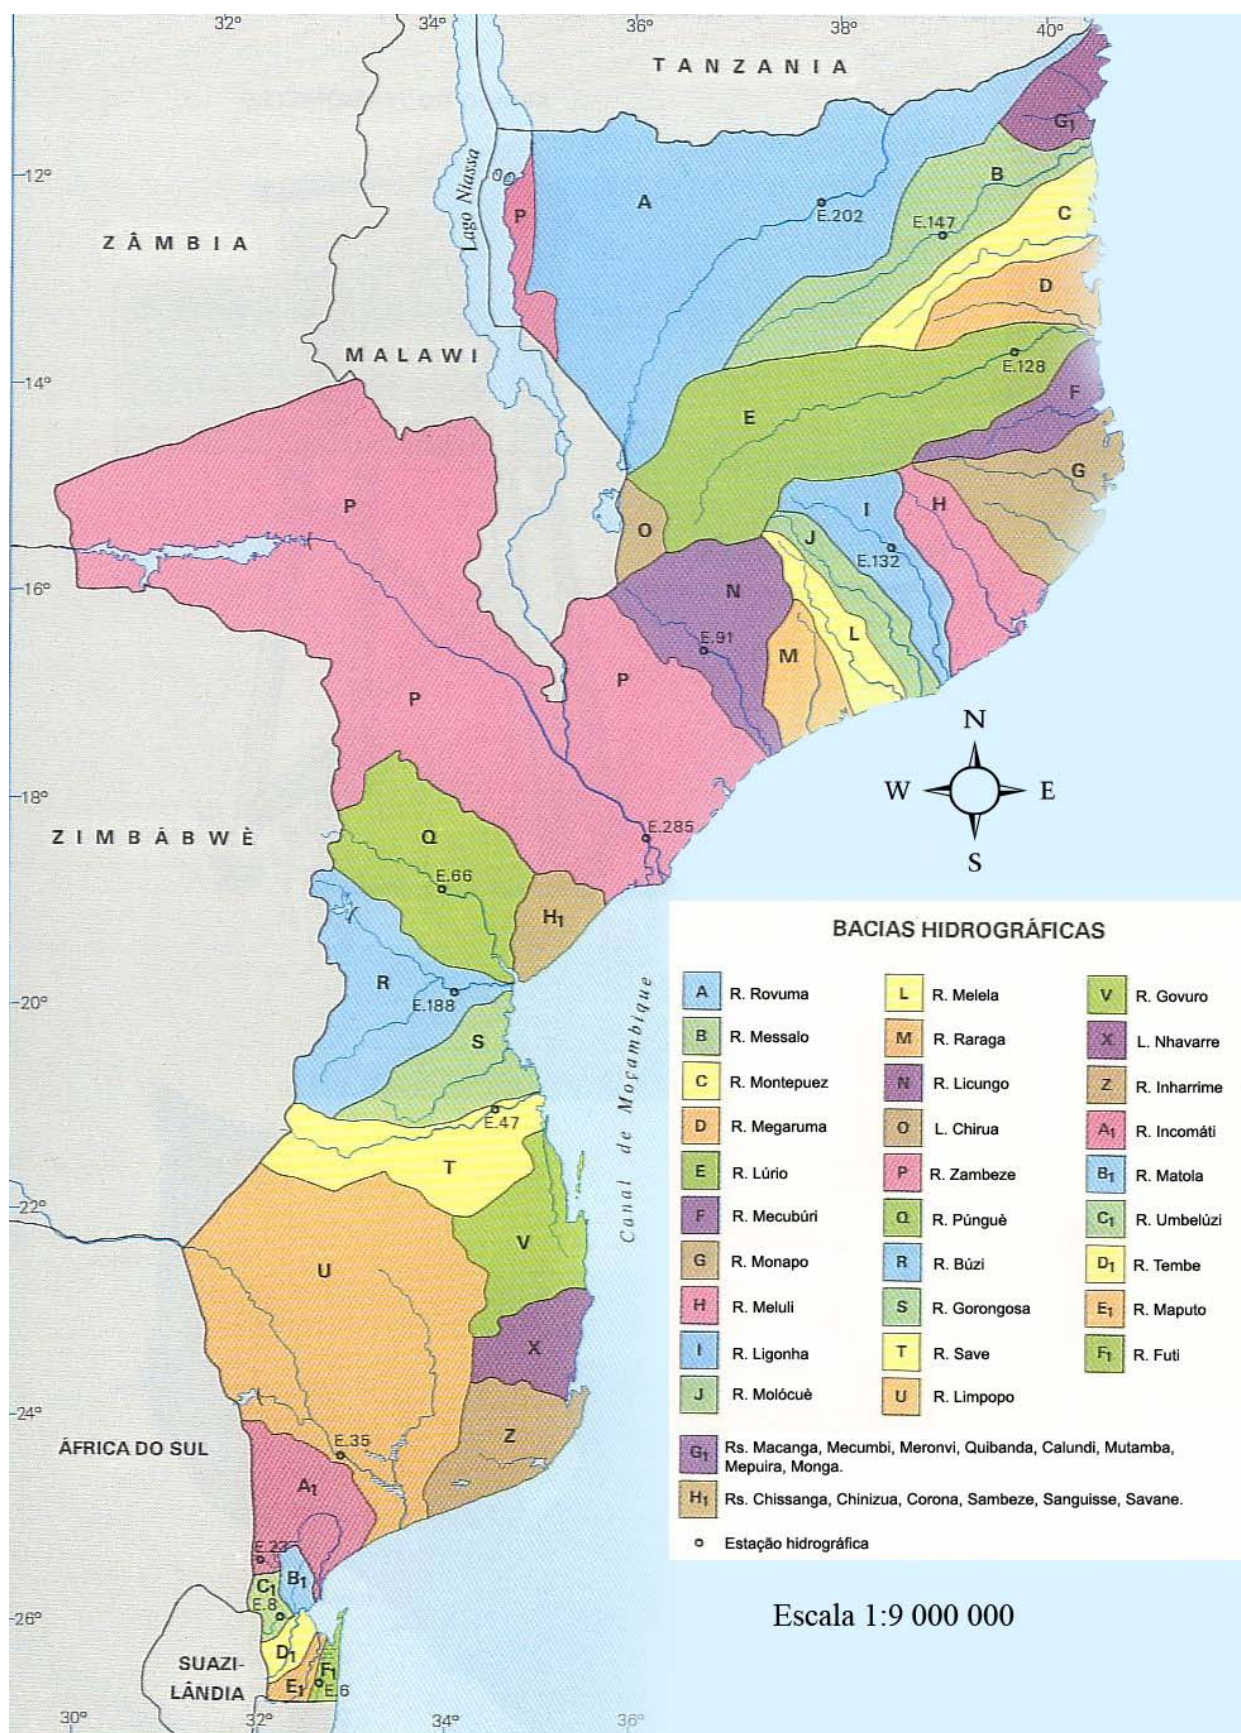 32°
34°
36°
38°
40°
TANZANIA
G1
12°
Lago Niassa
P
A
B
E.202
E.147
C
ZÂMBIA
D
MALAWI
E.128
14°
E
F
G
P
H
I
O
J
E.132
16°
N
E.91
L
M
P
P
N
W
E
S
18°
E.285
ZIMBÁBWÈ
Q
E.66
H1
R
E.188
20°
S
Canal de Moçambique
E.47
T
22°
V
U
X
24°
ÁFRICA DO SUL
E.35
Z
A1
E.23
C1
B1
E.8
26°
D1
SUAZI-
LÂNDIA
E1
F1
E.6
30°
32°
34°
36°
BACIAS HIDROGRÁFICAS
A R. Rovuma
B R. Messalo
C R. Montepuez
D R. Megaruma
E R. Lúrio
F R. Mecubúri
G R. Monapo
H R. Meluli
I R. Ligonha
J R. Molócuè
L R. Melela
M R. Raraga
N R. Licungo
O L. Chirua
P R. Zambeze
Q R. Púnguè
R R. Búzi
S R. Gorongosa
T R. Save
U R. Limpopo
V R. Govuro
X L. Nhavarre
Z R. Inharrime
A1 R. Incomáti
B1 R. Matola
C1 R. Umbelúzi
D1 R. Tembe
E1 R. Maputo
F1 R. Futi
G1 Rs. Macanga, Mecumbi, Meronvi, Quibanda, Calundi, Mutamba,
Mepuira, Monga.
H1 Rs. Chissanga, Chinizua, Corona, Sambeze, Sanguisse, Savane.
Estação hidrográfica
Escala 1:9 000 000